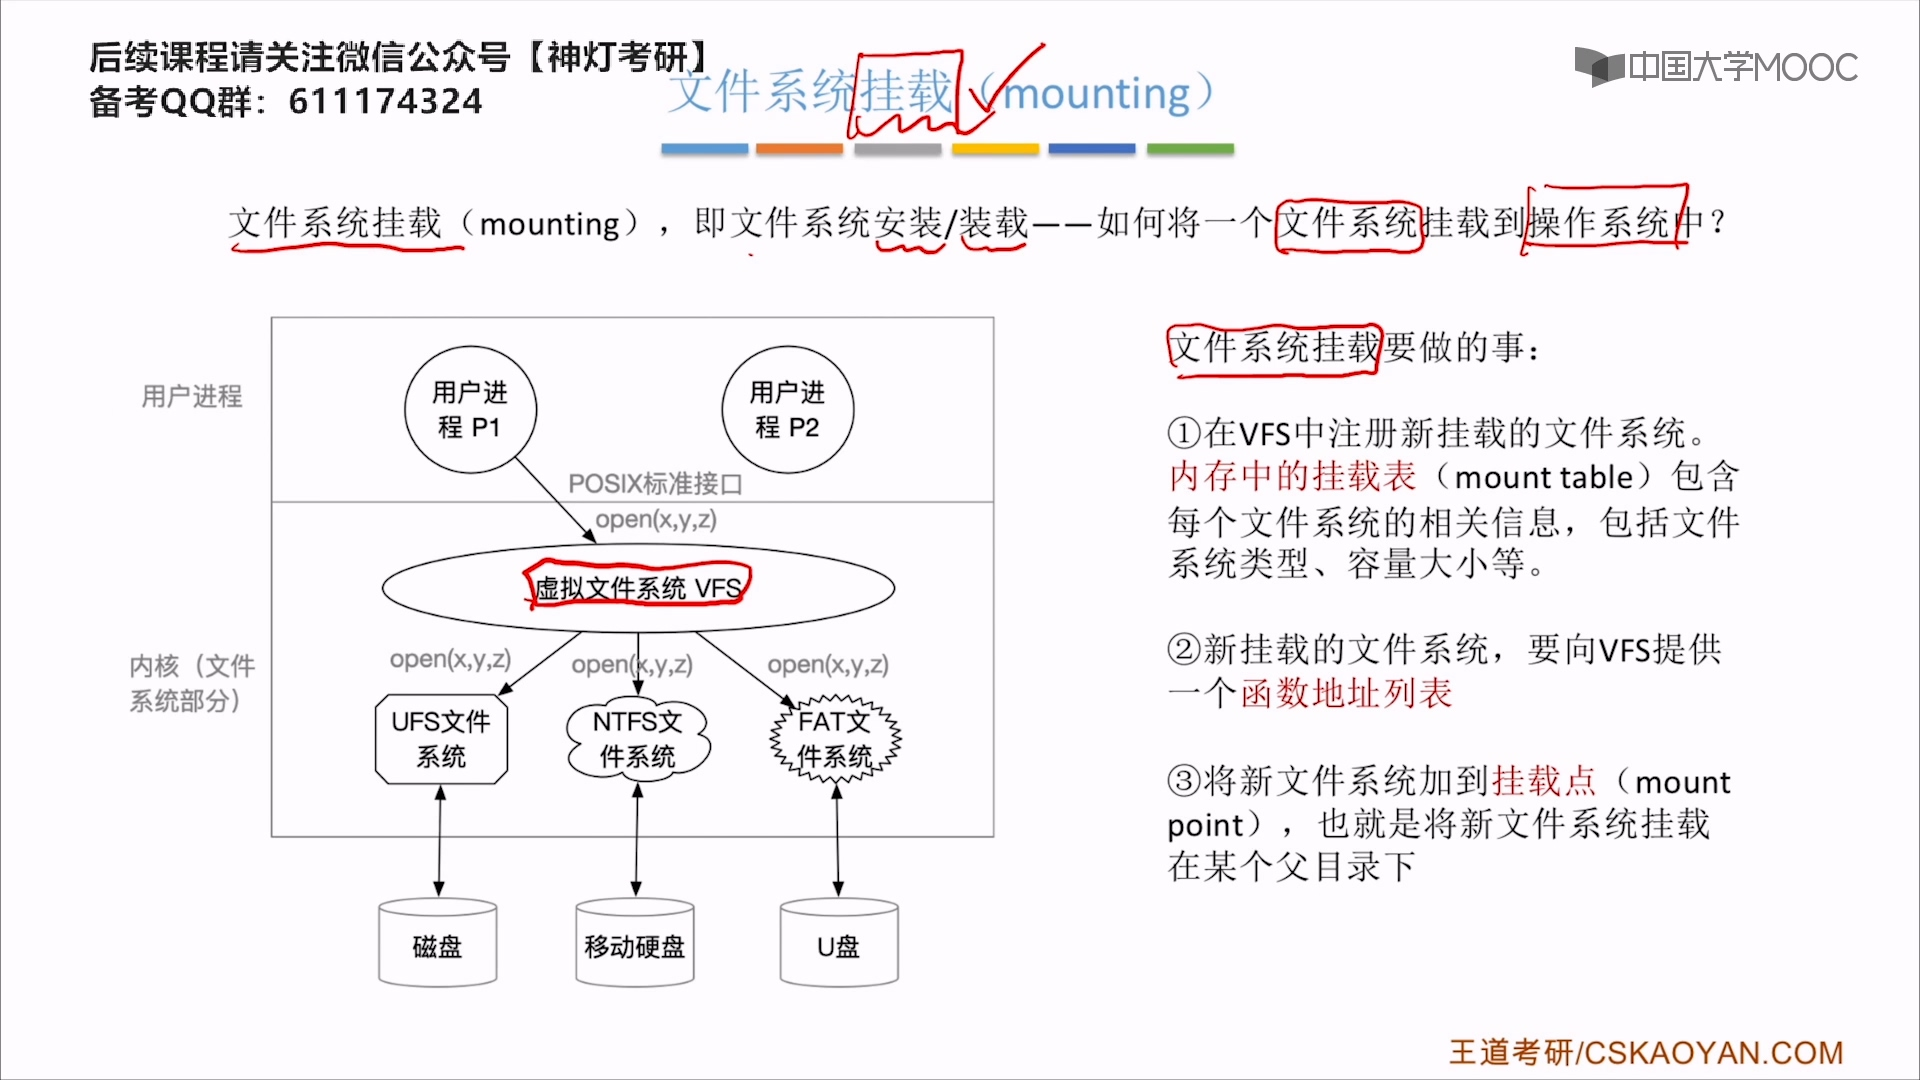 后续课程请关注微信公众号【神灯考研】
备考QQ群：611174324
中国大学MOOC
文件系统挂载（mounting）
文件系统挂载（mounting），即文件系统安装/装载——如何将一个文件系统挂载到操作系统中？
用户进程
用户进
程 P1
用户进
程 P2
POSIX标准接口
open(x,y,z)
虚拟文件系统 VFS
内核（文件
系统部分）
open(x,y,z)
open(x,y,z)
open(x,y,z)
UFS文件
系统
NTFS文
件系统
FAT文
件系统
磁盘
移动硬盘
U盘
文件系统挂载要做的事：
①在VFS中注册新挂载的文件系统。
内存中的挂载表（mount table）包含
每个文件系统的相关信息，包括文件
系统类型、容量大小等。
②新挂载的文件系统，要向VFS提供
一个函数地址列表
③将新文件系统加到挂载点（mount
point），也就是将新文件系统挂载
在某个父目录下
王道考研/CSKAOYAN.COM